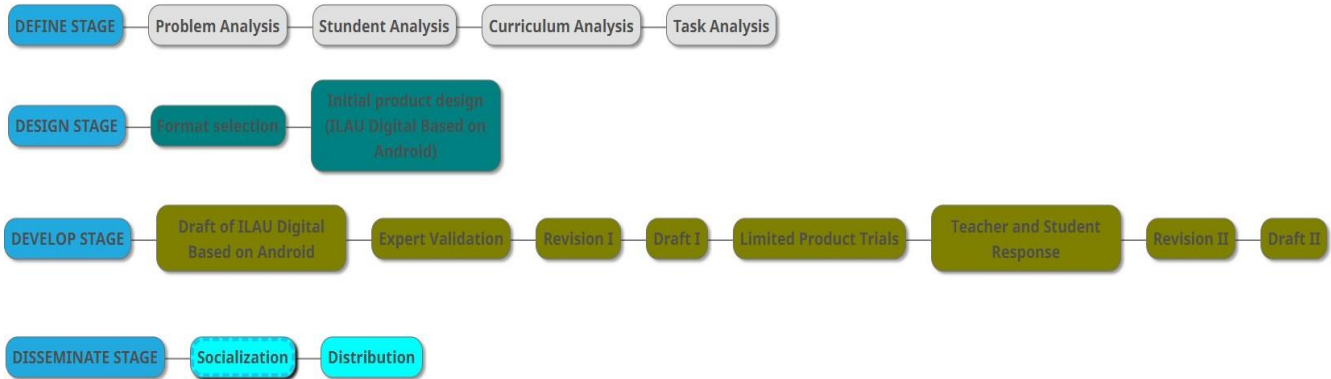 DEFINE STAGE
Problem Analysis
Stundent Analysis
Curriculum Analysis
Task Analysis
DESIGN STAGE
Format selection
Initial product design
(ILAU Digital Based on
Android)
DEVELOP STAGE
Draft of ILAU Digital
Based on Android
Expert Validation
Revision I
Draft I
Limited Product Trials
Teacher and Student
Response
Revision II
Draft II
DISSEMINATE STAGE
Socialization
Distribution